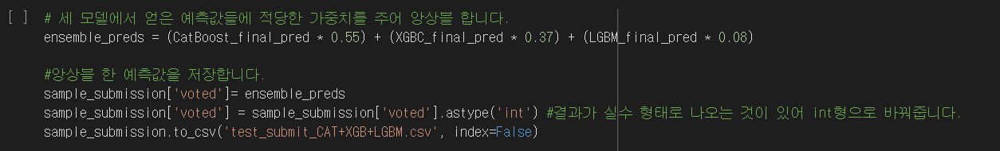 [ ] # 세 모델에서 얻은 예측값들에 적당한 가중치를 주어 앙상블 합니다.
ensemble_preds = (CatBoost_final_pred * 0.55) + (XGBC_final_pred * 0.37) + (LGBM_final_pred * 0.08)
#앙상블 한 예측값을 저장합니다.
sample_submission['voted']= ensemble_preds
sample_submission['voted'] = sample_submission['voted'].astype('int') #결과가 실수 형태로 나오는 것이 있어 int형으로 바꿔줍니다.
sample_submission.to_csv('test_submit_CAT+XGB+LGBM.csv', index=False)